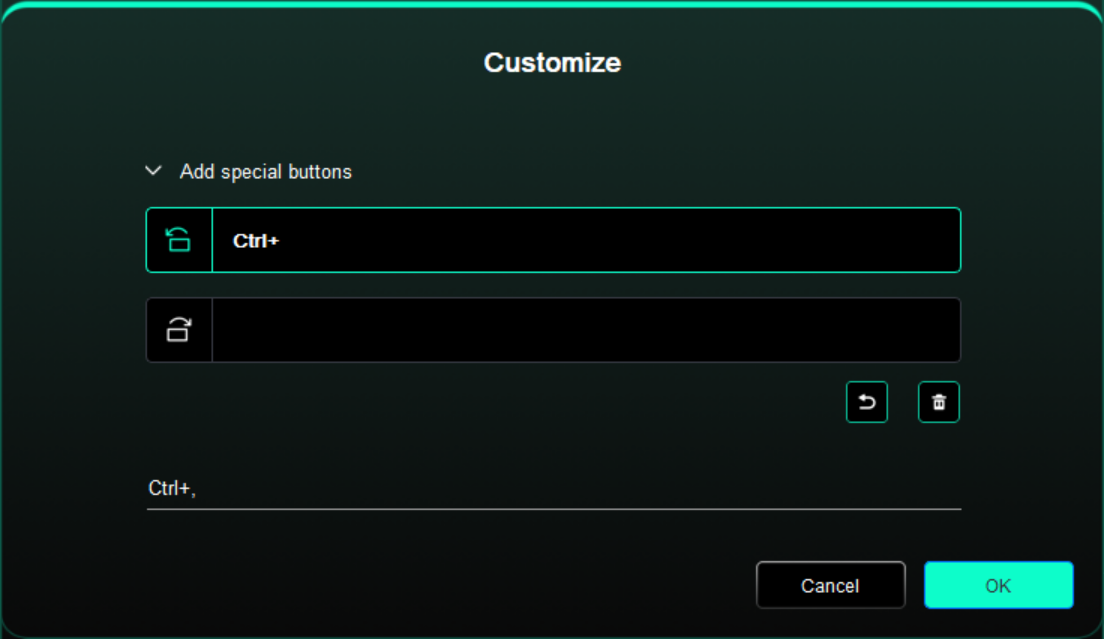 Customize
Add special buttons
Ctrl+
Ctrl+,
Cancel
OK